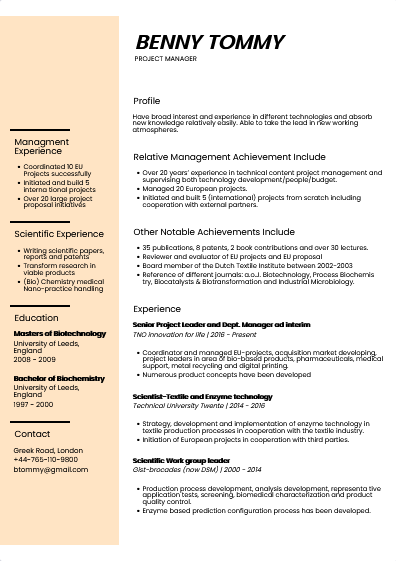 BENNY TOMMY
PROJECT MANAGER
Managment
Experience
Coordinated 10 EU
Projects successfully
Initiated and build 5
Interna tional projects
Over 20 large project
proposal initiatives
Scientific Experience
Writing scientific papers,
reports and patents
Transform research in
viable products
(Bio) Chemistry medical
Nano-practice handling
Education
Masters of Biotechnology
University of Leeds,
England
2008 - 2009
Bachelor of Biochemistry
University of Leeds,
England
1997 - 2000
Contact
Greek Road, London
+44-765-110-9800
btommy@gmail.com
Profile
Have broad interest and experience in different technologies and absorb
new knowledge relatively easily. Able to take the lead in new working
atmospheres.
Relative Management Achievement Include
Over 20 years' experience in technical content project management and
supervising both technology development/people/budget.
Managed 20 European projects.
Initiated and built 5 (international) projects from scratch including
cooperation with external partners.
Other Notable Achievements Include
35 publications, 8 patents, 2 book contributions and over 30 lectures.
Reviewer and evaluator of EU projects and EU proposal
Board member of the Dutch Textile Institute between 2002-2003
Reference of different journals: a.o.J. Biotechnology, Process Biochemis
try, Biocatalysts & Biotransformation and Industrial Microbiology.
Experience
Senior Project Leader and Dept. Manager ad interim
TNO Innovation for life | 2016 - Present
Coordinator and managed EU-projects, acquisition market developing,
project leaders in area of bio-based products, pharmaceuticals, medical
support, metal recycling and digital printing.
Numerous product concepts have been developed
Scientist-Textile and Enzyme technology
Technical University Twente | 2014 - 2016
Strategy, development and implementation of enzyme technology in
textile production processes in cooperation with the textile industry.
Initiation of European projects in cooperation with third parties.
Scientific Work group leader
Gist-brocades (now DSM) | 2000 - 2014
Production process development, analysis development, representa tive
application tests, screening, biomedical characterization and product
quality control.
Enzyme based prediction configuration process has been developed.